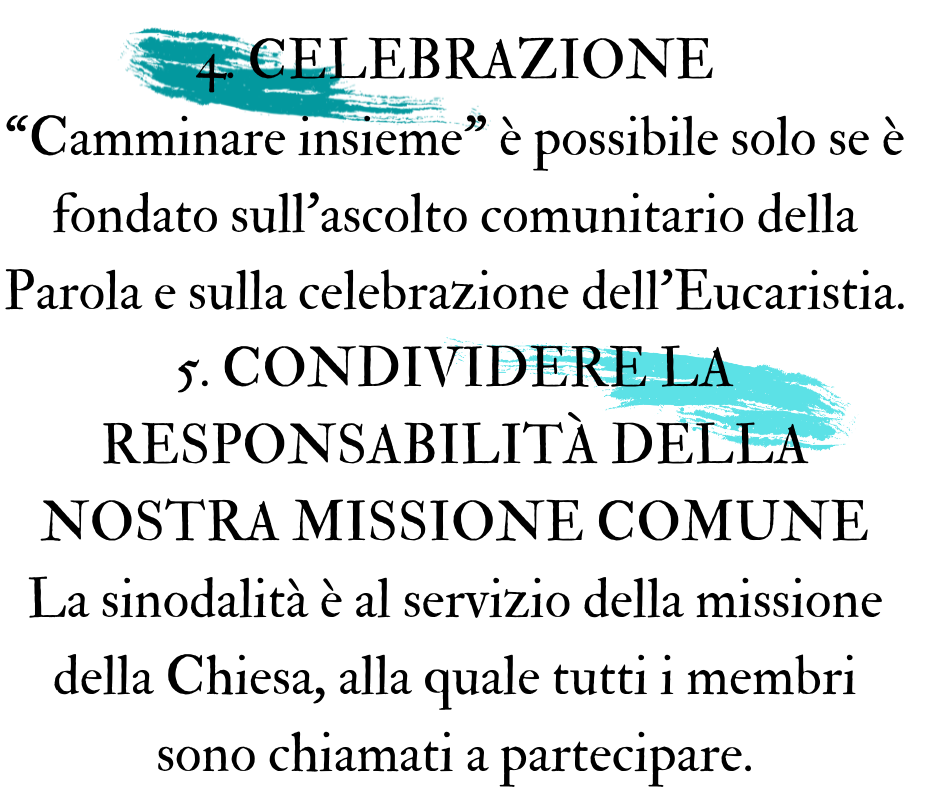 4. CELEBRAZIONE
“Camminare insieme” è possibile solo se è
fondato sull’ascolto comunitario della
Parola e sulla celebrazione dell’Eucaristia.
5. CONDIVIDERE LA
RESPONSABILITÀ DELLA
NOSTRA MISSIONE COMUNE
La sinodalità è al servizio della missione
della Chiesa, alla quale tutti i membri
sono chiamati a partecipare.